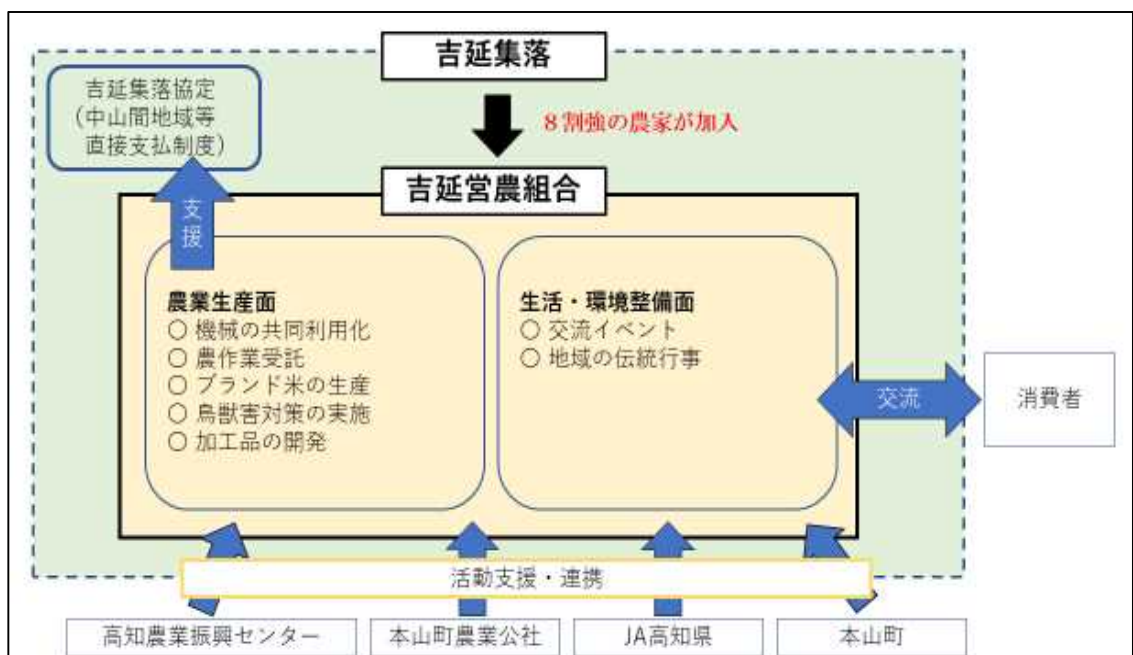 吉延集落
吉延集落協定
(中山間地域等
直接支払制度)
8割強の農家が加入
吉延営農組合
支援
農業生産面
○ 機械の共同利用化
○ 農作業受託
○ ブランド米の生産
○ 鳥獣害対策の実施
○ 加工品の開発
生活・環境整備面
○ 交流イベント
○ 地域の伝統行事
交流
消費者
活動支援・連携
高知農業振興センター
本山町農業公社
JA高知県
本山町